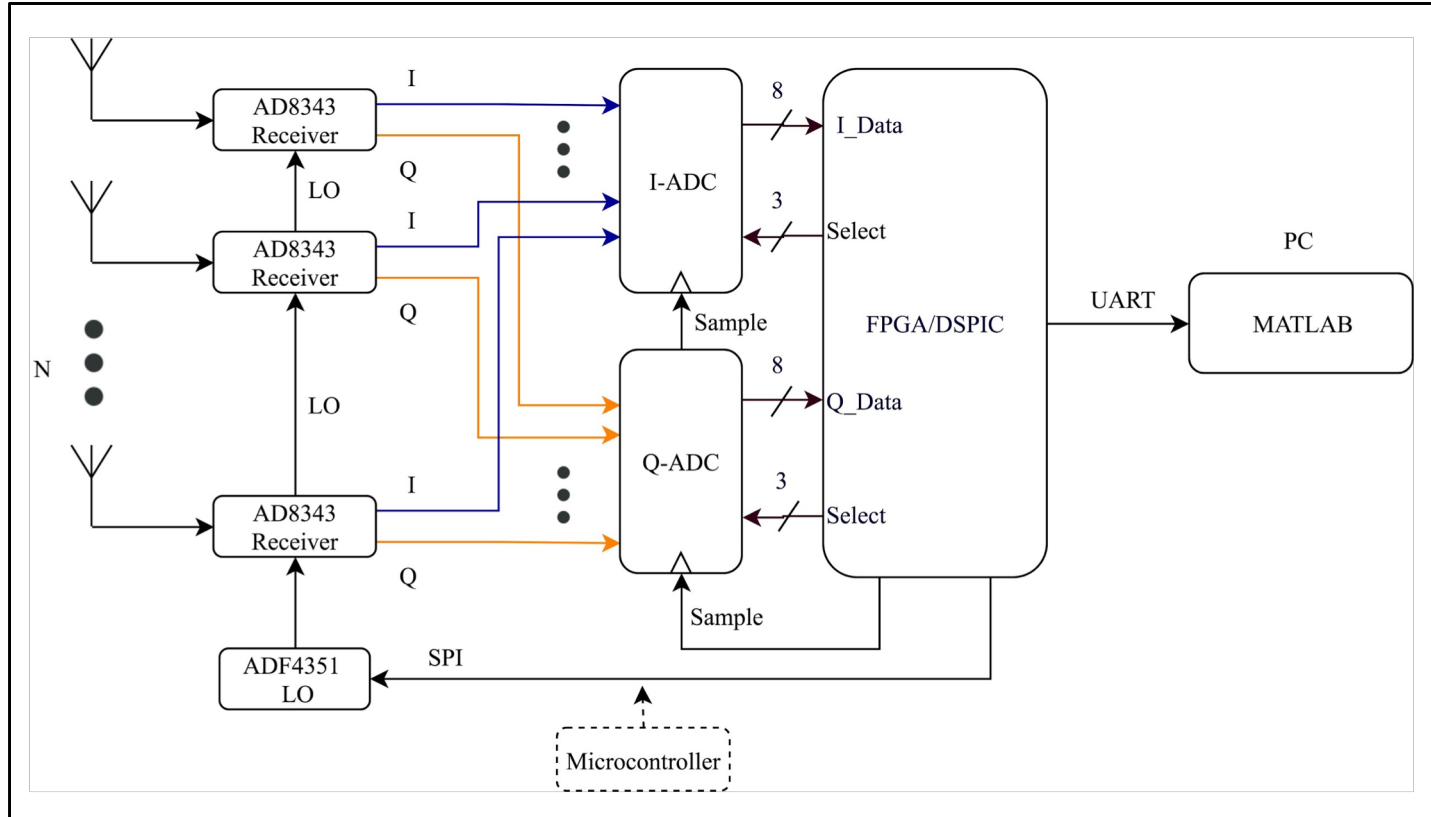 I
AD8343
Receiver
Q
LO
I
AD8343
Receiver
Q
N
LO
I
AD8343
Receiver
Q
ADF4351
LO
SPI
Microcontroller
I-ADC
Sample
Q-ADC
Sample
8
I_Data
3
Select
FPGA/DSPIC
8
Q_Data
3
Select
UART
PC
MATLAB